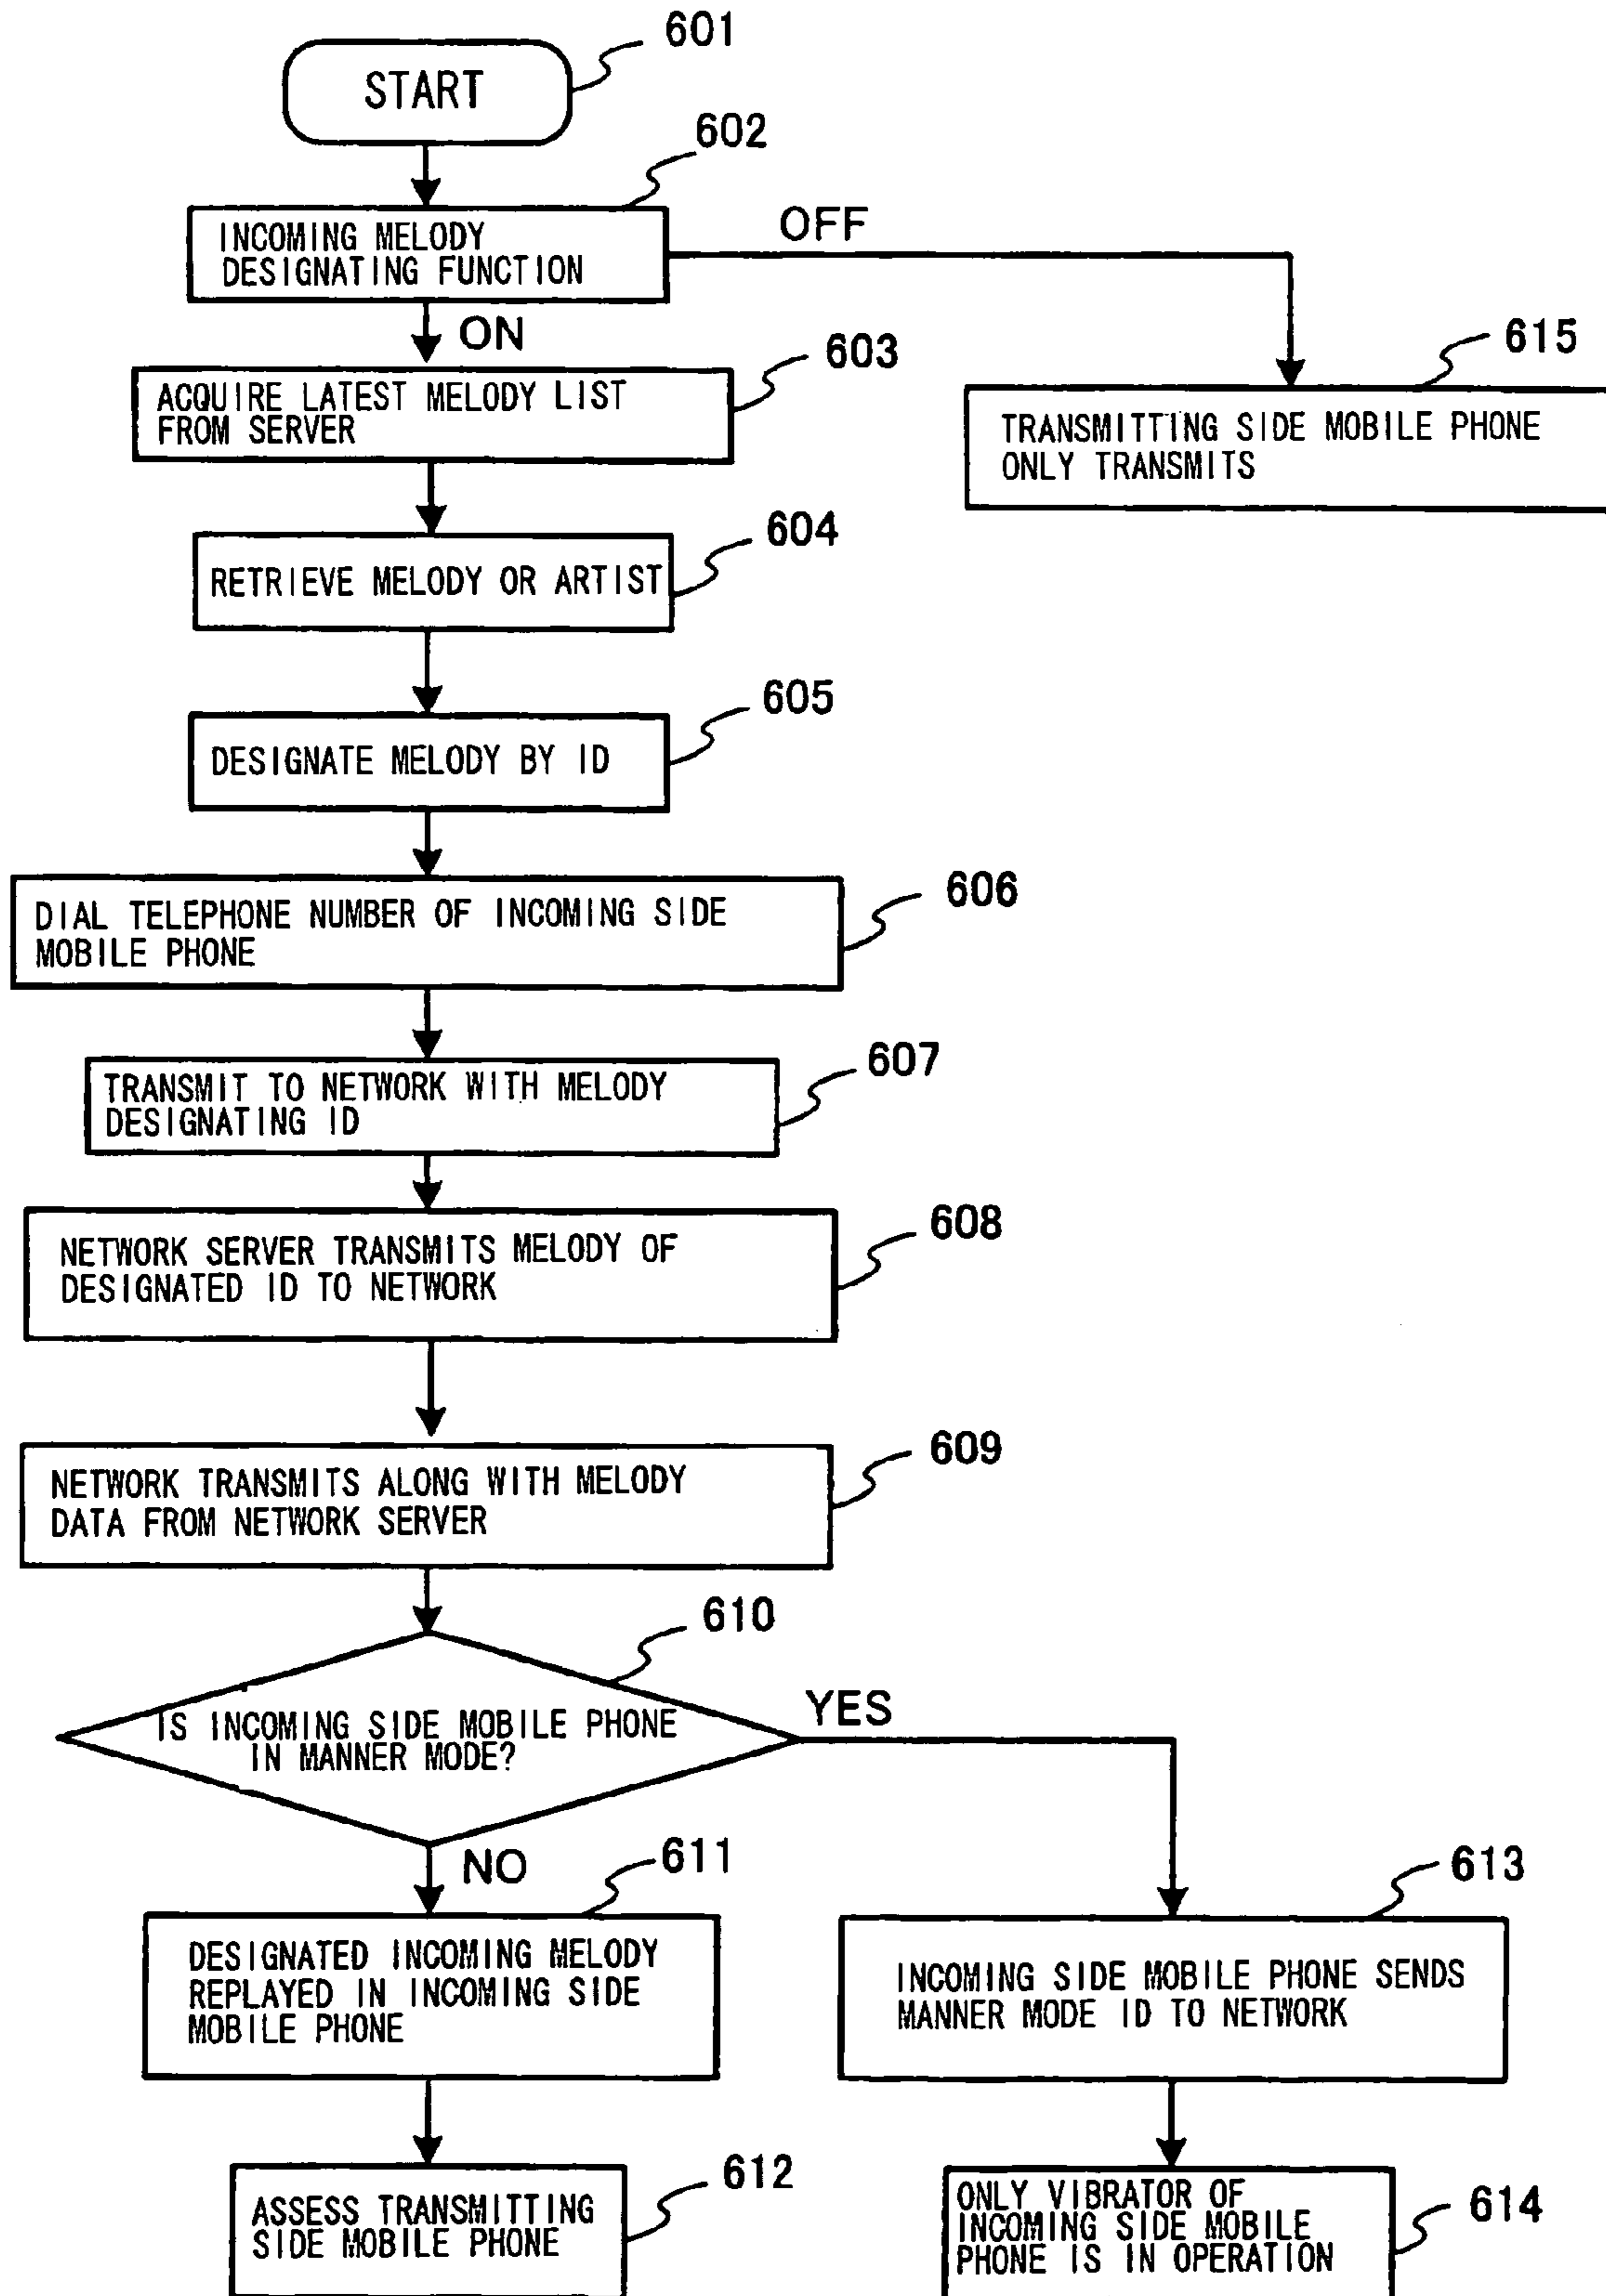 601
START
602
INCOMING MELODY
DESIGNATING FUNCTION
OFF
ON
603
ACQUIRE LATEST MELODY LIST
FROM SERVER
615
TRANSMITTING SIDE MOBILE PHONE
ONLY TRANSMITS
604
RETRIEVE MELODY OR ARTIST
605
DESIGNATE MELODY BY ID
606
DIAL TELEPHONE NUMBER OF INCOMING SIDE
MOBILE PHONE
607
TRANSMIT TO NETWORK WITH MELODY
DESIGNATING ID
608
NETWORK SERVER TRANSMITS MELODY OF
DESIGNATED ID TO NETWORK
609
NETWORK TRANSMITS ALONG WITH MELODY
DATA FROM NETWORK SERVER
610
IS INCOMING SIDE MOBILE PHONE
IN MANNER MODE?
YES
NO
611
DESIGNATED INCOMING MELODY
REPLAYED IN INCOMING SIDE
MOBILE PHONE
613
INCOMING SIDE MOBILE PHONE SENDS
MANNER MODE ID TO NETWORK
612
ASSESS TRANSMITTING
SIDE MOBILE PHONE
614
ONLY VIBRATOR OF
INCOMING SIDE MOBILE
PHONE IS IN OPERATION